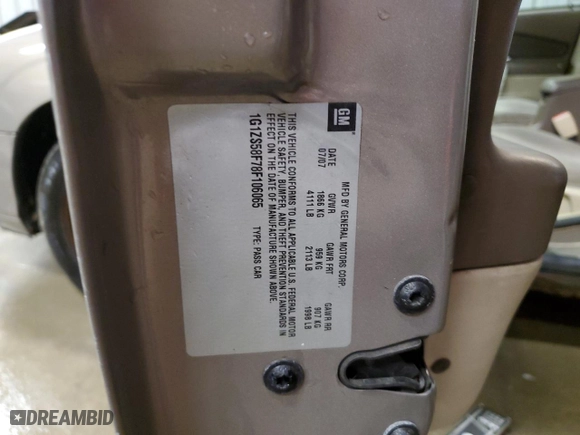 GM
MFD BY GENERAL MOTORS CORP.
DATE GVWR GAWR FRT GAWR RR
07/07 1866 KG 959 KG 907 KG
4111 LB 2113 LB 1998 LB
THIS VEHICLE CONFORMS TO ALL APPLICABLE U.S. FEDERAL MOTOR
VEHICLE SAFETY, BUMPER, AND THEFT PREVENTION STANDARDS IN
EFFECT ON THE DATE OF MANUFACTURE SHOWN ABOVE.
1G1ZS58F78F106065 TYPE: PASS CAR
DREAMBID